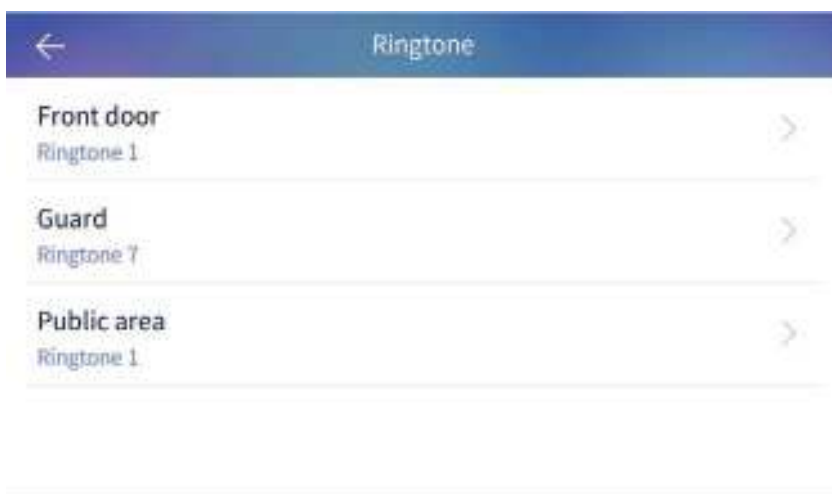 Ringtone
Front door
Ringtone 1
Guard
Ringtone 7
Public area
Ringtone 1